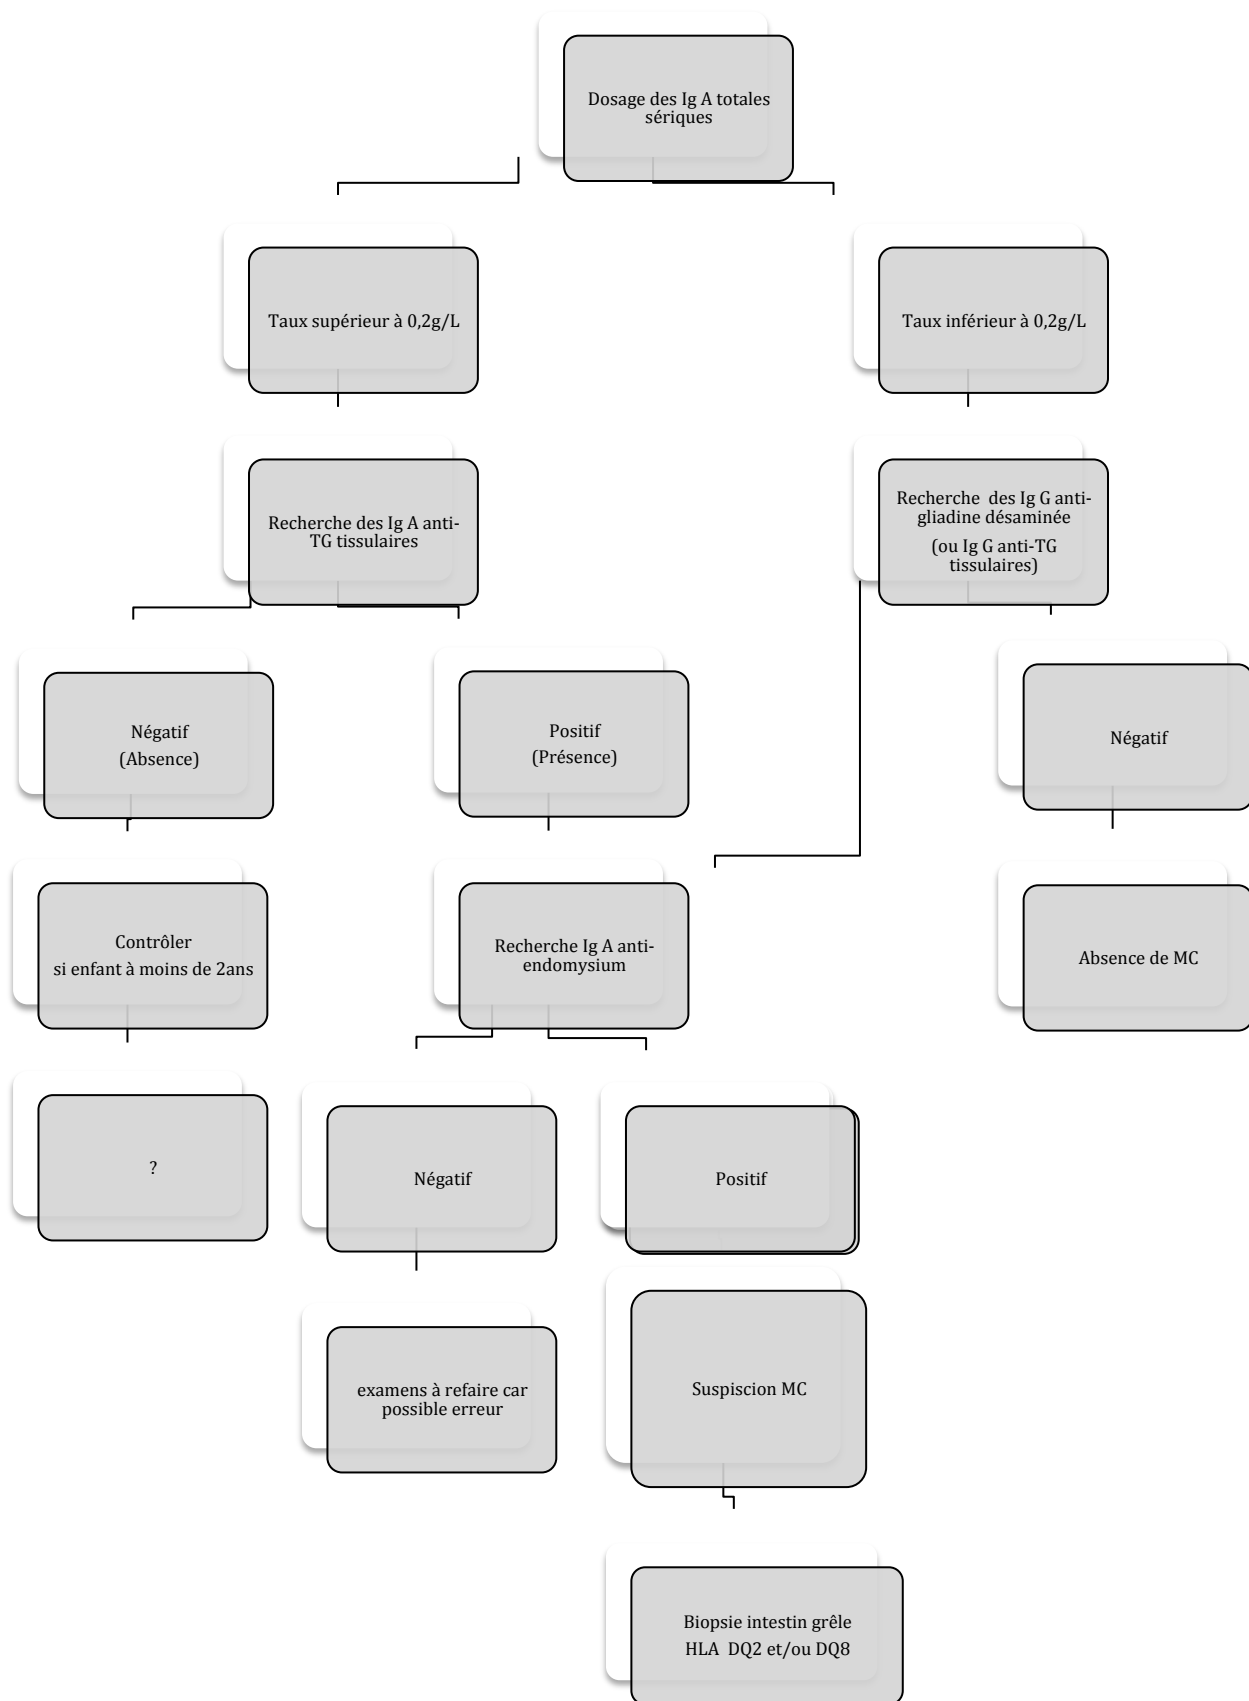 Dosage des Ig A totales
sériques
Taux supérieur à 0,2g/L
Taux inférieur à 0,2g/L
Recherche des Ig A anti-
TG tissulaires
Recherche des Ig G anti-
gliadine désaminée
(ou Ig G anti-TG
tissulaires)
Négatif
(Absence)
Positif
(Présence)
Négatif
Contrôler
si enfant à moins de 2ans
Recherche Ig A anti-
endomysium
Absence de MC
?
Négatif
Positif
examens à refaire car
possible erreur
Suspiscion MC
Biopsie intestin grêle
HLA DQ2 et/ou DQ8